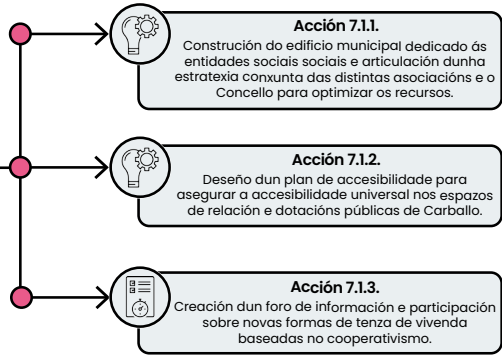 Acción 7.1.1.
Construción do edificio municipal dedicado ás
entidades sociais sociais e articulación dunha
estratexia conxunta das distintas asociacións e o
Concello para optimizar os recursos.
Acción 7.1.2.
Deseño dun plan de accesibilidade para
asegurar a accesibilidade universal nos espazos
de relación e dotacións públicas de Carballo.
Acción 7.1.3.
Creación dun foro de información e participación
sobre novas formas de tenza de vivenda
baseadas no cooperativismo.